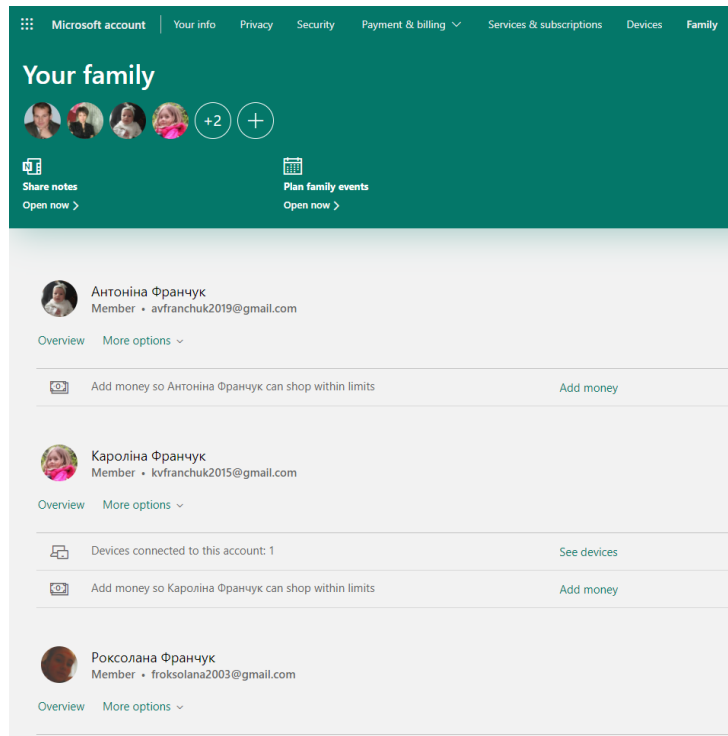 Microsoft account Your info Privacy Security Payment & billing Services & subscriptions Devices Family
Your family
+2
Share notes
Open now
Plan family events
Open now
Антоніна Франчук
Member • avfranchuk2019@gmail.com
Overview More options
Add money so Антоніна Франчук can shop within limits Add money
Кароліна Франчук
Member • kvfranchuk2015@gmail.com
Overview More options
Devices connected to this account: 1 See devices
Add money so Кароліна Франчук can shop within limits Add money
Роксолана Франчук
Member • froksolana2003@gmail.com
Overview More options